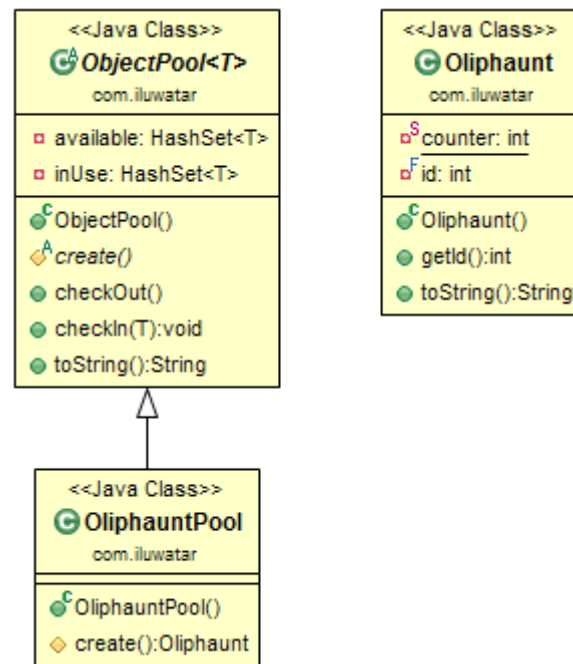 <<Java Class>>
ObjectPool<T>
com.iluwatar
available: HashSet<T>
inUse: HashSet<T>
ObjectPool()
create()
checkOut()
checkIn(T):void
toString():String
<<Java Class>>
Oliphaunt
com.iluwatar
counter: int
id: int
Oliphaunt()
getId():int
toString():String
<<Java Class>>
OliphauntPool
com.iluwatar
OliphauntPool()
create():Oliphaunt